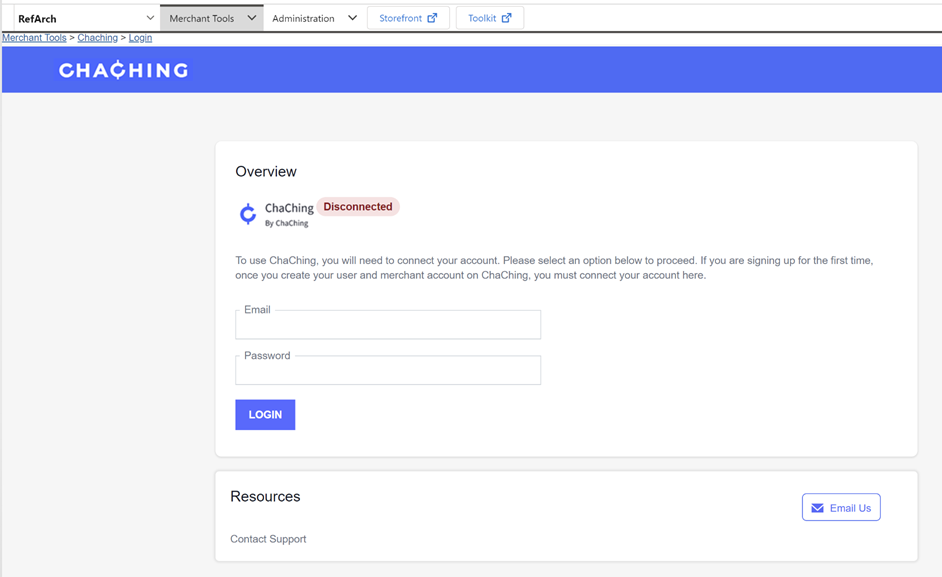 RefArch Merchant Tools Administration Storefront Toolkit
Merchant Tools > Chaching > Login
CHA₵HING
Overview
ChaChing Disconnected
By ChaChing
To use ChaChing, you will need to connect your account. Please select an option below to proceed. If you are signing up for the first time,
once you create your user and merchant account on ChaChing, you must connect your account here.
Email
Password
LOGIN
Resources
Email Us
Contact Support